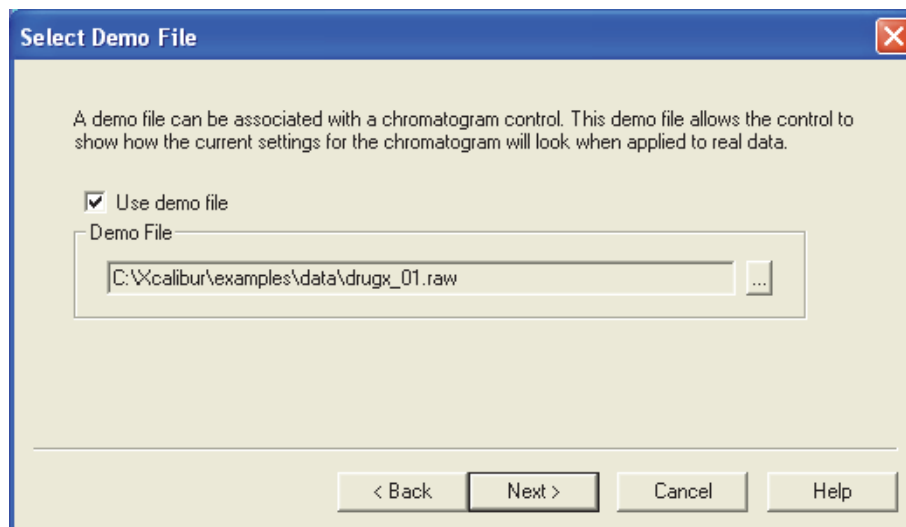 Select Demo File
A demo file can be associated with a chromatogram control. This demo file allows the control to
show how the current settings for the chromatogram will look when applied to real data.
Use demo file
Demo File
C:\Xcalibur\examples\data\drugx_01.raw
...
< Back Next > Cancel Help